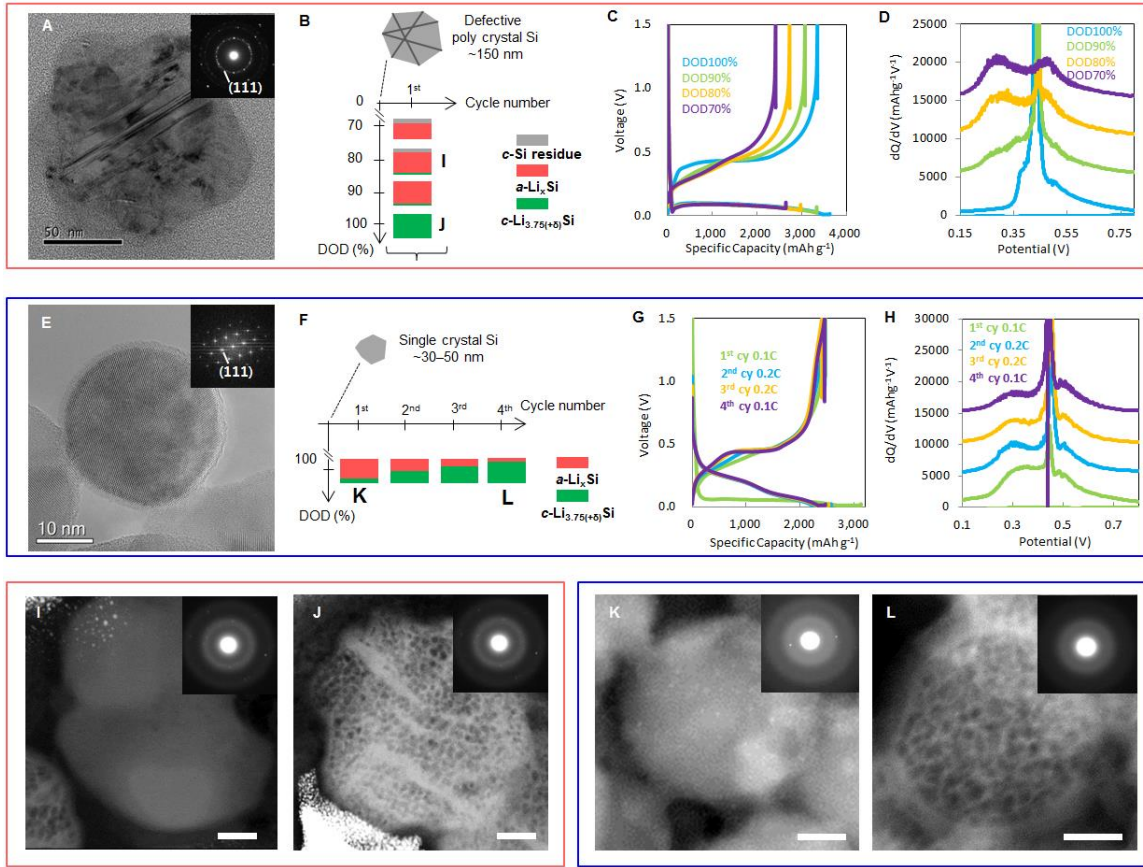 A
(111)
50 nm
B
Defective
poly crystal Si
~150 nm
0
1st
Cycle number
70
80
90
100
DOD (%)
I
J
c-Si residue
a-LixSi
c-Li3.75(+δ)Si
C
Voltage (V)
1.5
1.0
0.5
0.0
DOD100%
DOD90%
DOD80%
DOD70%
0 1,000 2,000 3,000 4,000
Specific Capacity (mAh g-1)
D
dQ/dV (mAhg-1V-1)
25000
20000
15000
10000
5000
0
DOD100%
DOD90%
DOD80%
DOD70%
0.15 0.35 0.55 0.75
Potential (V)
E
(111)
10 nm
F
Single crystal Si
~30–50 nm
1st 2nd 3rd 4th Cycle number
100
DOD (%)
K
L
a-LixSi
c-Li3.75(+δ)Si
G
Voltage (V)
1.5
1.0
0.5
0.0
1st cy 0.1C
2nd cy 0.2C
3rd cy 0.2C
4th cy 0.1C
0 1,000 2,000 3,000
Specific Capacity (mAh g-1)
H
dQ/dV (mAhg-1V-1)
30000
25000
20000
15000
10000
5000
0
1st cy 0.1C
2nd cy 0.2C
3rd cy 0.2C
4th cy 0.1C
0.1 0.3 0.5 0.7
Potential (V)
I
J
K
L